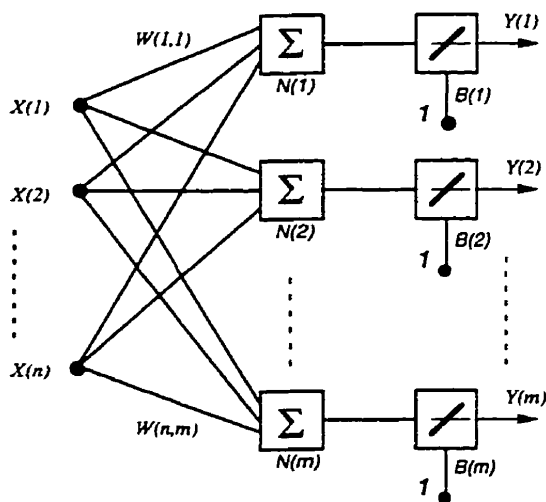 W(1,1)
Σ
Y(1)
X(1)
N(1)
1
B(1)
X(2)
Σ
Y(2)
N(2)
1
B(2)
X(n)
W(n,m)
Σ
Y(m)
N(m)
1
B(m)